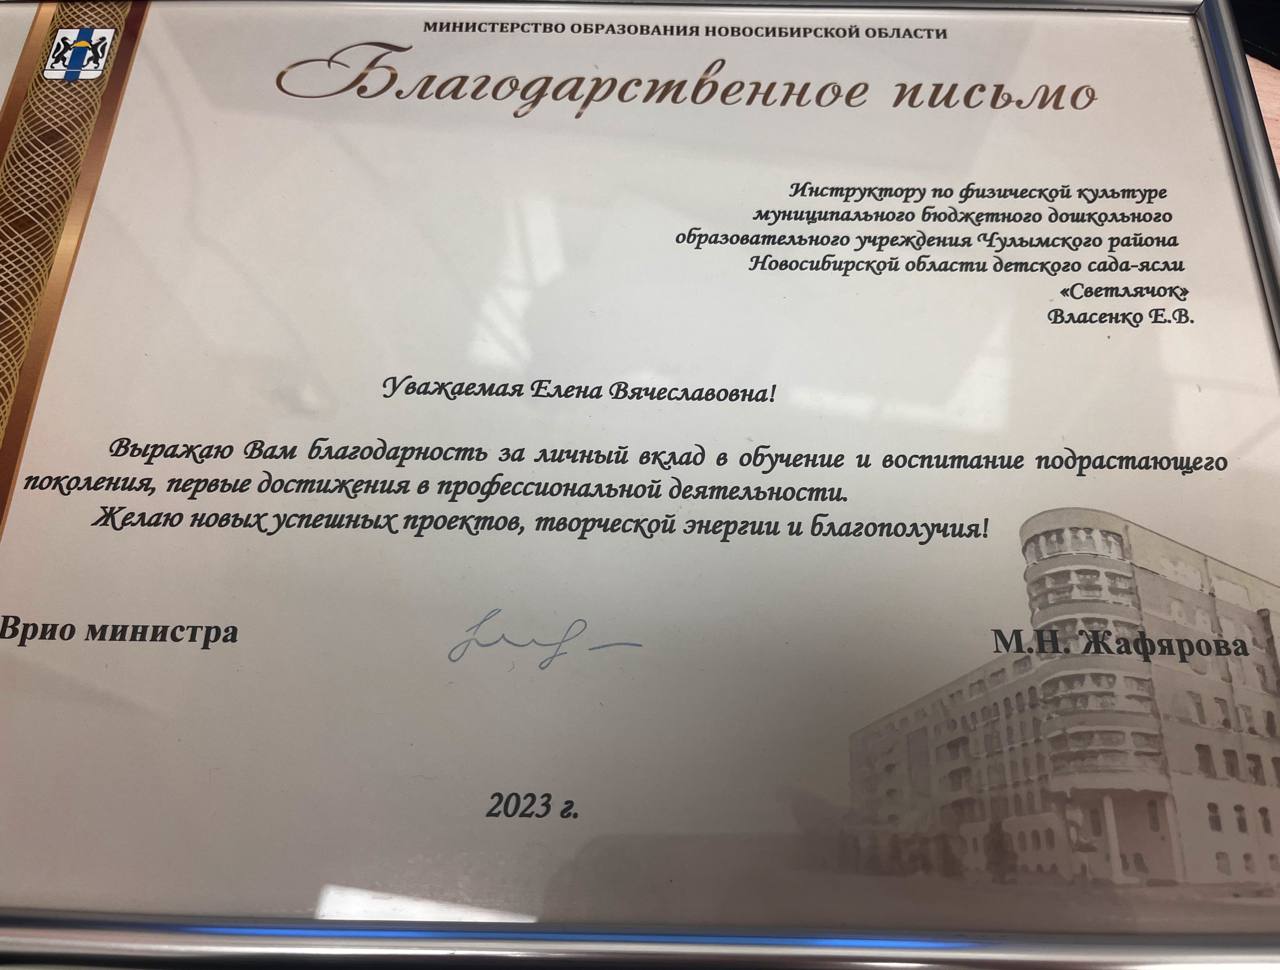 МИНИСТЕРСТВО ОБРАЗОВАНИЯ НОВОСИБИРСКОЙ ОБЛАСТИ
Благодарственное письмо
Инструктору по физической культуре
муниципального бюджетного дошкольного
образовательного учреждения Чулымского района
Новосибирской области детского сада-ясли
«Светлячок»
Власенко Е.В.
Уважаемая Елена Вячеславовна!
Выражаю Вам благодарность за личный вклад в обучение и воспитание подрастающего
поколения, первые достижения в профессиональной деятельности.
Желаю новых успешных проектов, творческой энергии и благополучия!
Врио министра М.Н. Жафярова
2023 г.